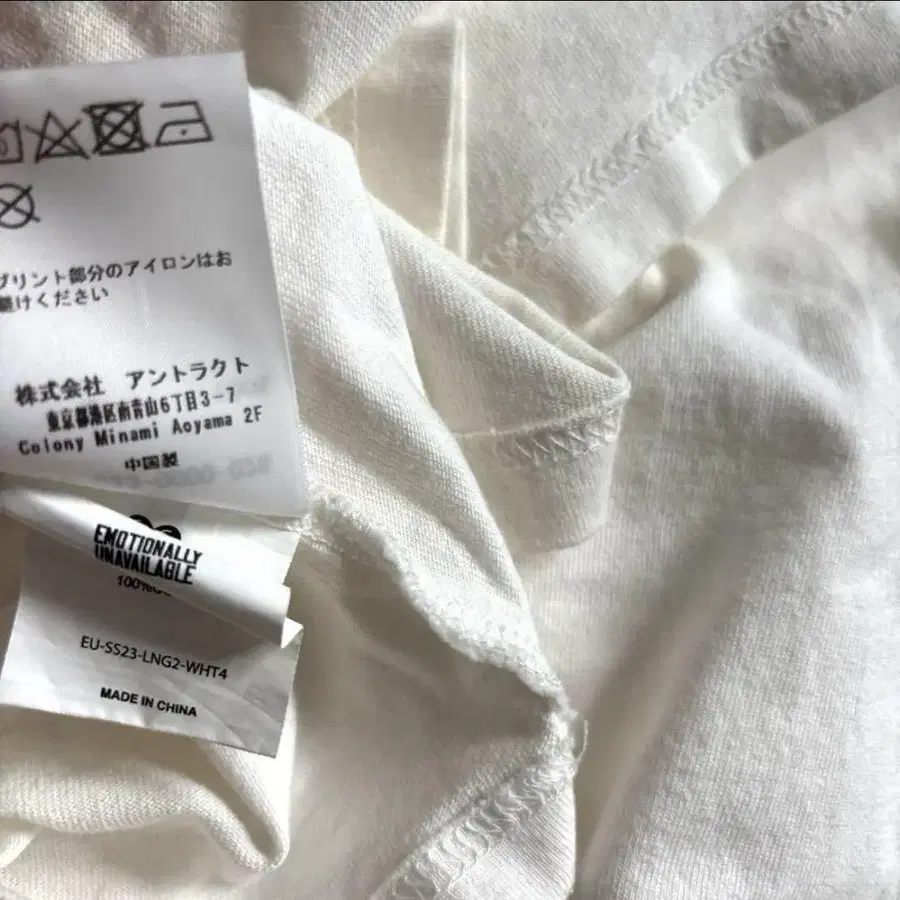 プリント部分のアイロンはお
避けください
株式会社 アントラクト
東京都港区南青山6丁目3-7
Colony Minami Aoyama 2F
中国製
EMOTIONALLY
UNAVAILABLE
100%
EU-SS23-LNG2-WHT4
MADE IN CHINA